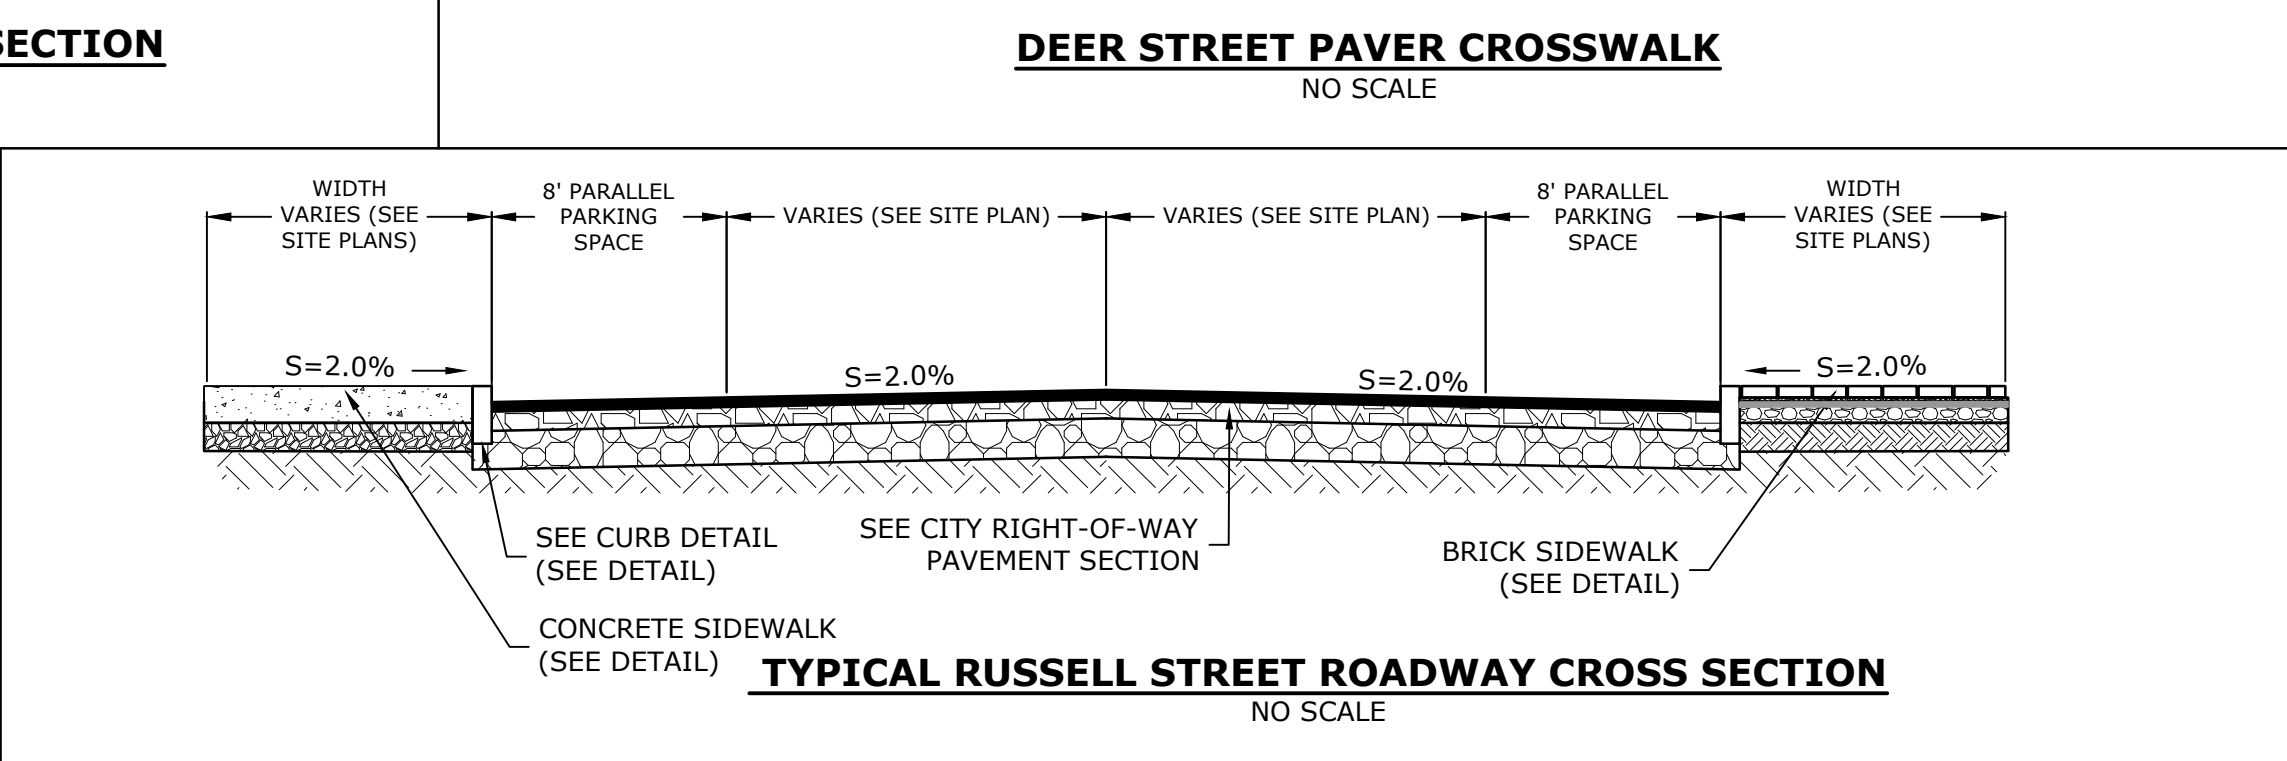 SECTION
DEER STREET PAVER CROSSWALK
NO SCALE
WIDTH
VARIES (SEE
SITE PLANS)
8' PARALLEL
PARKING
SPACE
VARIES (SEE SITE PLAN)
VARIES (SEE SITE PLAN)
8' PARALLEL
PARKING
SPACE
WIDTH
VARIES (SEE
SITE PLANS)
S=2.0%
S=2.0%
S=2.0%
S=2.0%
SEE CURB DETAIL
(SEE DETAIL)
SEE CITY RIGHT-OF-WAY
PAVEMENT SECTION
BRICK SIDEWALK
(SEE DETAIL)
CONCRETE SIDEWALK
(SEE DETAIL)
TYPICAL RUSSELL STREET ROADWAY CROSS SECTION
NO SCALE